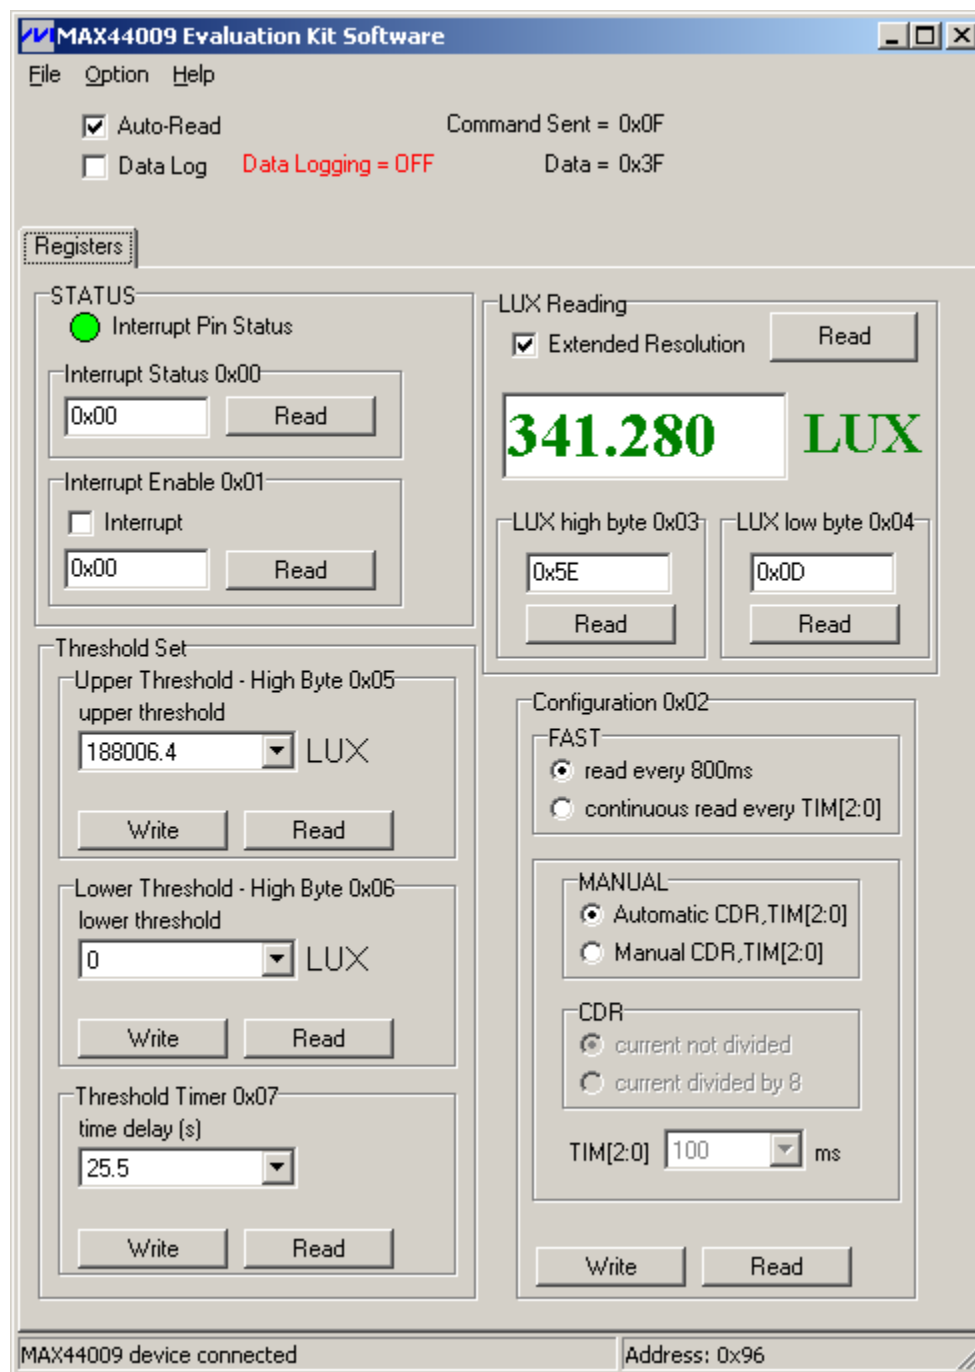 MAX44009 Evaluation Kit Software
File Option Help
Auto-Read
Command Sent = 0x0F
Data Log Data Logging = OFF
Data = 0x3F
Registers
STATUS
Interrupt Pin Status
Interrupt Status 0x00
0x00 Read
Interrupt Enable 0x01
Interrupt
0x00 Read
LUX Reading
Extended Resolution Read
341.280 LUX
LUX high byte 0x03
0x5E
Read
LUX low byte 0x04
0x0D
Read
Threshold Set
Upper Threshold - High Byte 0x05
upper threshold
188006.4 LUX
Write Read
Lower Threshold - High Byte 0x06
lower threshold
0 LUX
Write Read
Threshold Timer 0x07
time delay (s)
25.5
Write Read
Configuration 0x02
FAST
read every 800ms
continuous read every TIM[2:0]
MANUAL
Automatic CDR,TIM[2:0]
Manual CDR,TIM[2:0]
CDR
current not divided
current divided by 8
TIM[2:0] 100 ms
Write Read
MAX44009 device connected
Address: 0x96